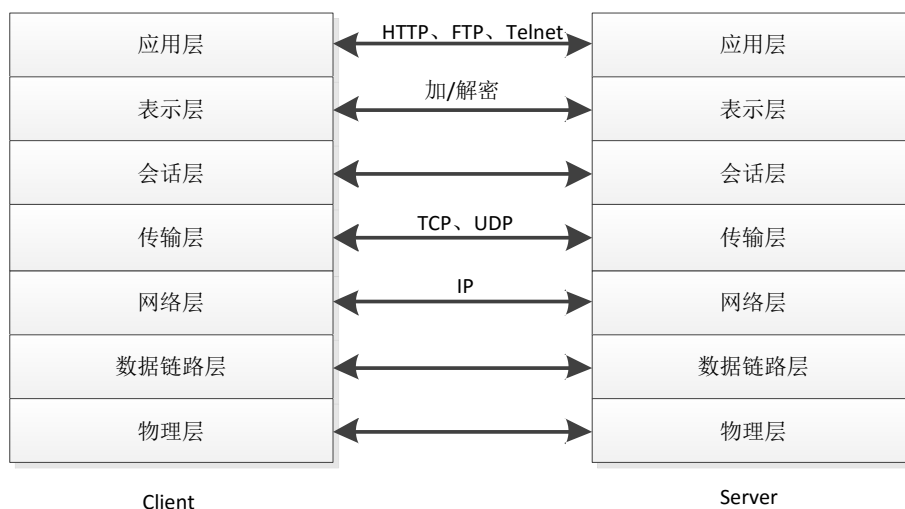 应用层 HTTP、FTP、Telnet 应用层
表示层 加/解密 表示层
会话层 会话层
传输层 TCP、UDP 传输层
网络层 IP 网络层
数据链路层 数据链路层
物理层 物理层
Client Server